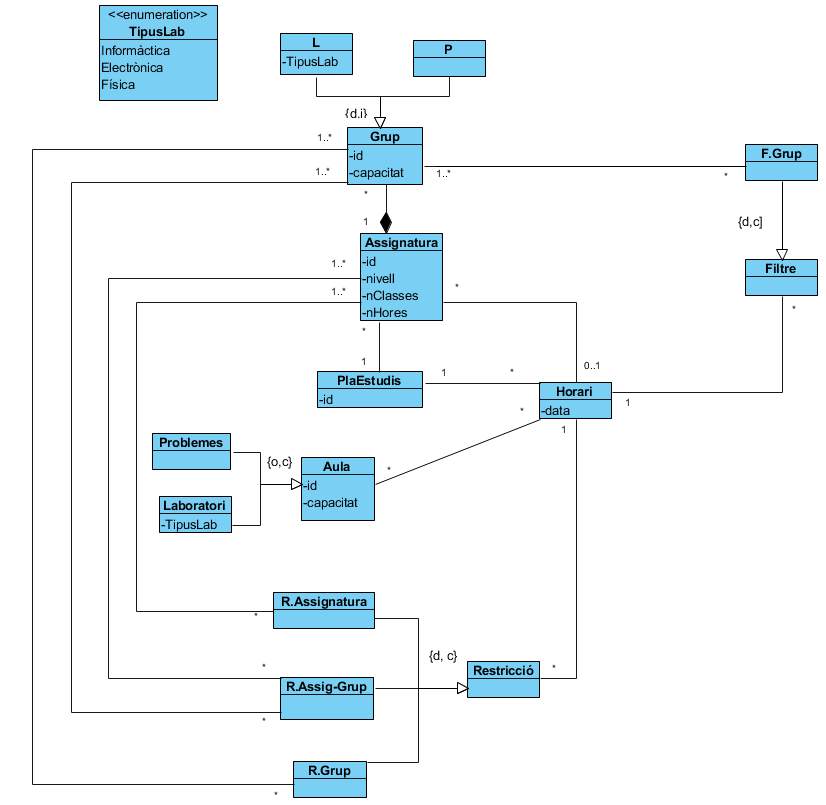 <<enumeration>>
TipusLab
Informàctica
Electrònica
Física
L
-TipusLab
P
{d.i}
1..*
Grup
-id
-capacitat
1..*
1..*
*
F.Grup
*
1
{d,c]
Assignatura
-id
-nivell
-nClasses
-nHores
1..*
1..*
*
Filtre
*
*
1
0..1
PlaEstudis
-id
1
*
Horari
-data
1
*
1
Problemes
{o,c}
Aula
-id
-capacitat
*
Laboratori
-TipusLab
R.Assignatura
*
{d, c}
*
R.Assig-Grup
*
Restricció
*
R.Grup
*